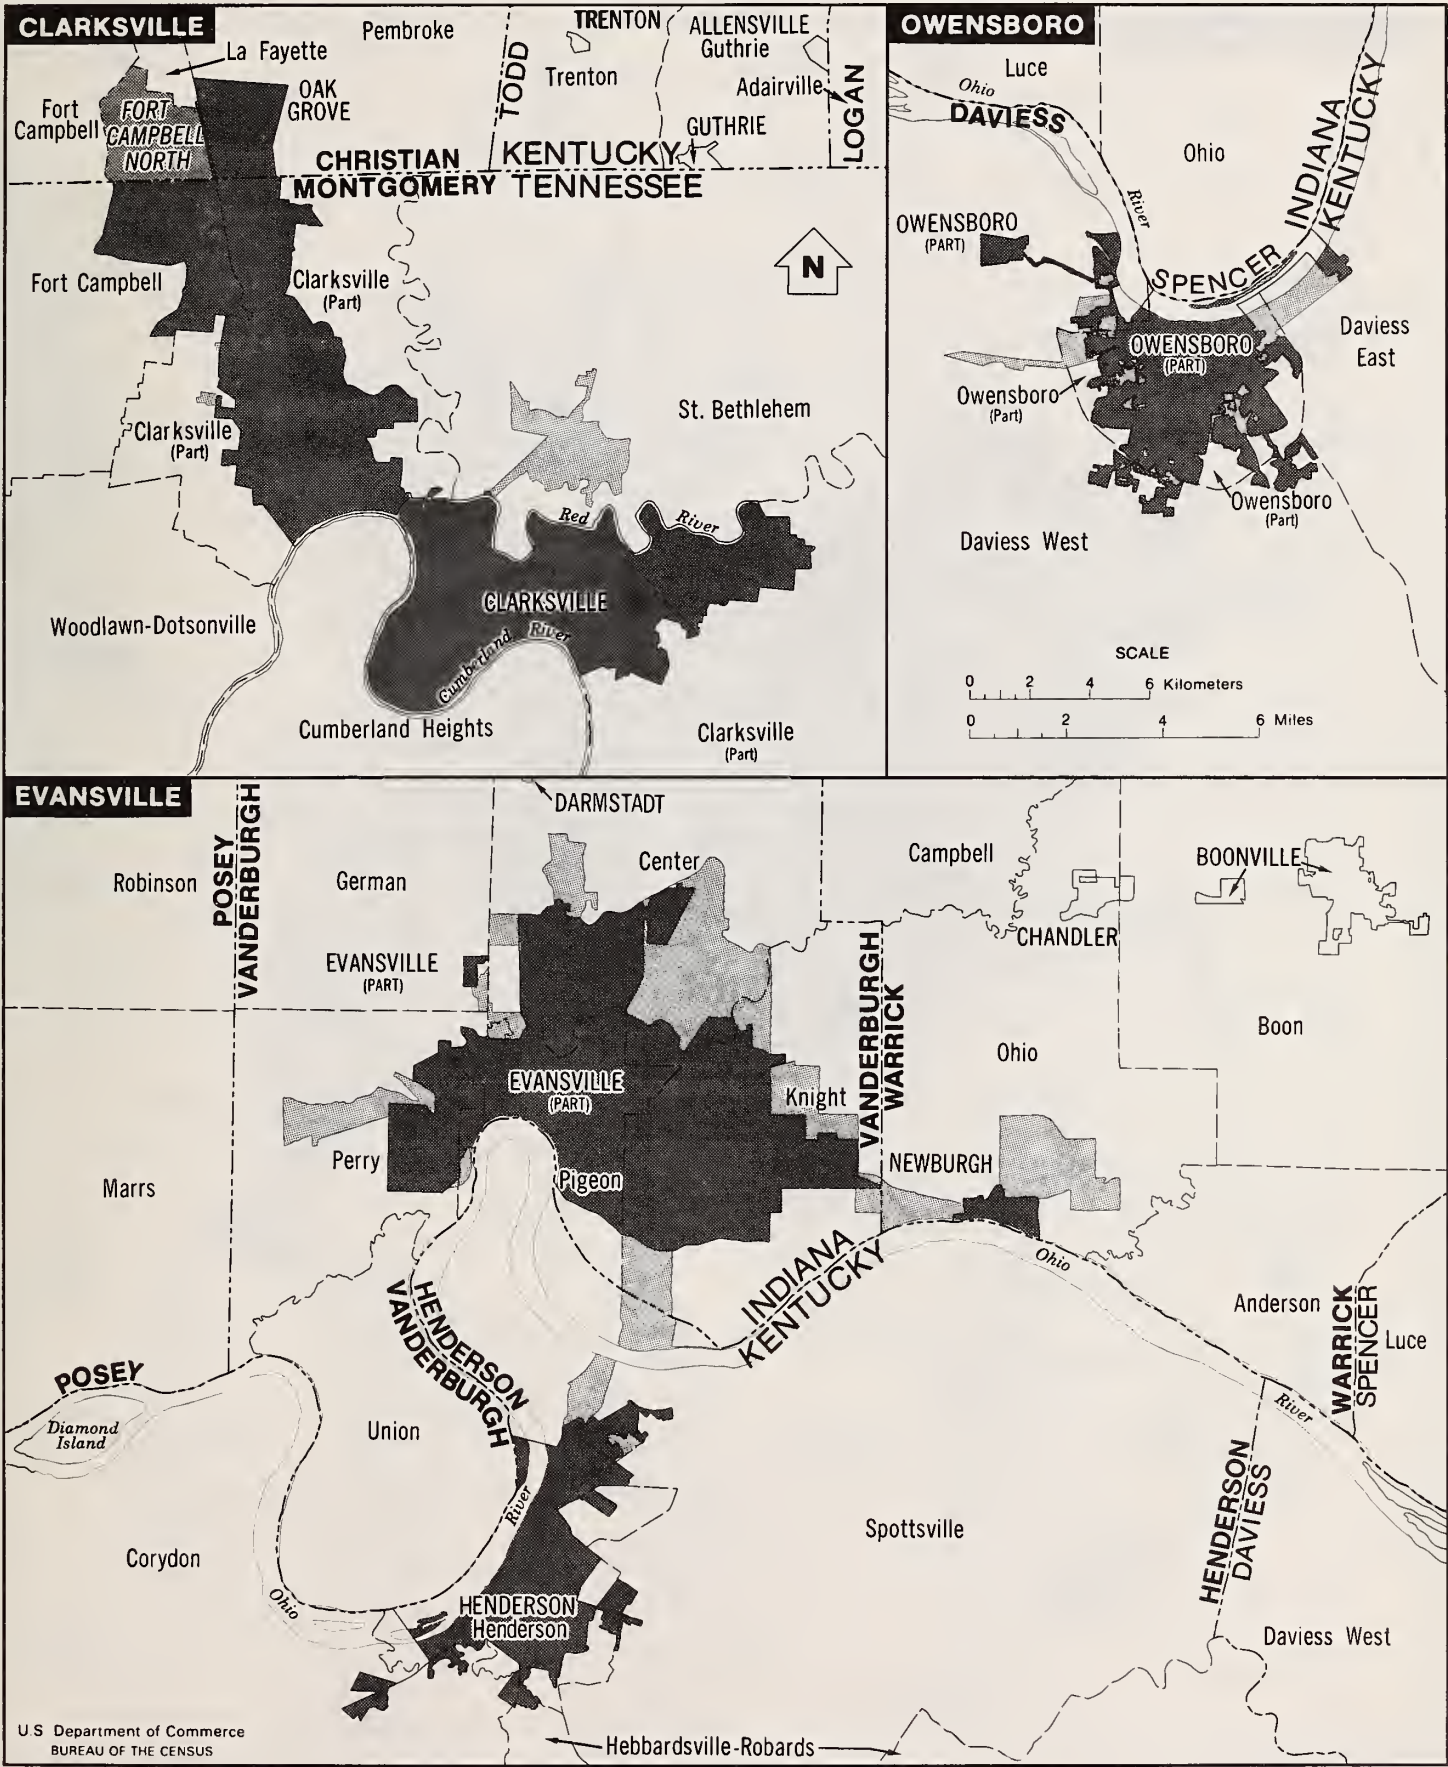 CLARKSVILLE
Pembroke
TRENTON
ALLENSVILLE
Guthrie
La Fayette
TODD
Trenton
Adairville
LOGAN
OAK
GROVE
Fort
Campbell
FORT
CAMPBELL
NORTH
GUTHRIE
CHRISTIAN
KENTUCKY
MONTGOMERY
TENNESSEE
N
Fort Campbell
Clarksville
(Part)
St. Bethlehem
Clarksville
(Part)
Red
River
CLARKSVILLE
Woodlawn-Dotsonville
Cumberland
River
Cumberland Heights
Clarksville
(Part)
OWENSBORO
Luce
Ohio
DAVIESS
Ohio
INDIANA
KENTUCKY
River
OWENSBORO
(PART)
SPENCER
OWENSBORO
(PART)
Daviess
East
Owensboro
(Part)
Owensboro
(Part)
Daviess West
SCALE
0 2 4 6 Kilometers
0 2 4 6 Miles
EVANSVILLE
DARMSTADT
POSEY
VANDERBURGH
Robinson
German
Center
Campbell
BOONVILLE
CHANDLER
EVANSVILLE
(PART)
VANDERBURGH
WARRICK
Boon
Ohio
EVANSVILLE
(PART)
Knight
Perry
Pigeon
NEWBURGH
Marrs
INDIANA
KENTUCKY
Ohio
HENDERSON
VANDERBURGH
Anderson
WARRICK
SPENCER
Luce
POSEY
Diamond
Island
Union
River
River
HENDERSON
DAVIESS
Spottsville
Corydon
Ohio
HENDERSON
Henderson
Daviess West
U.S. Department of Commerce
BUREAU OF THE CENSUS
Hebbardsville-Robards